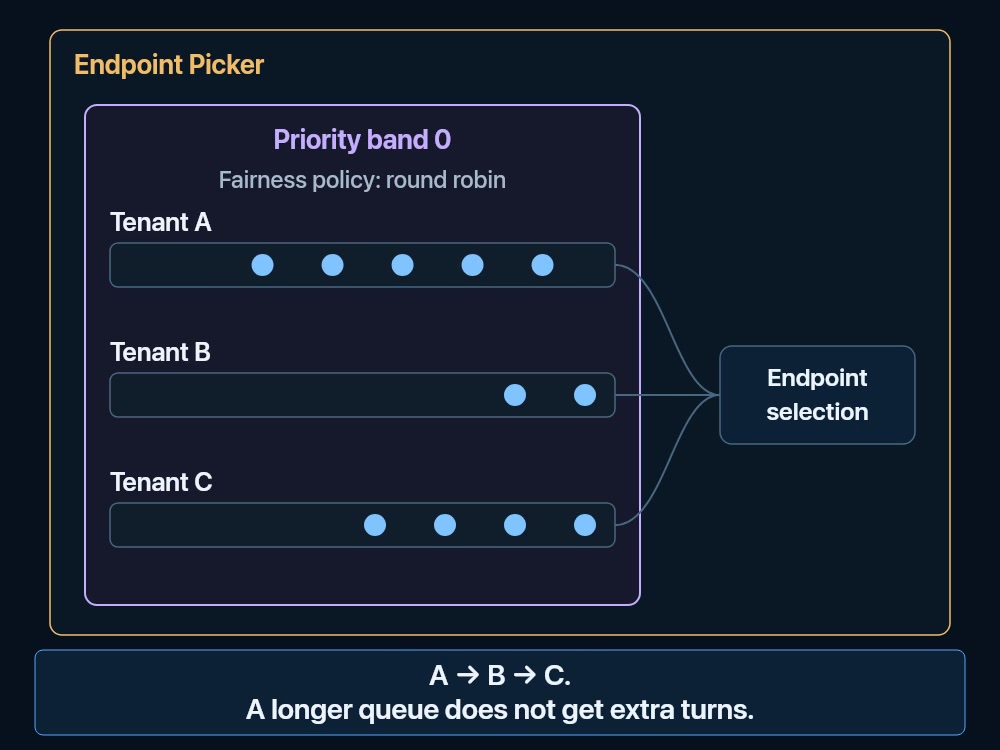 Endpoint Picker
Priority band 0
Fairness policy: round robin
Tenant A
Tenant B
Endpoint
selection
Tenant C
A → B → C.
A longer queue does not get extra turns.